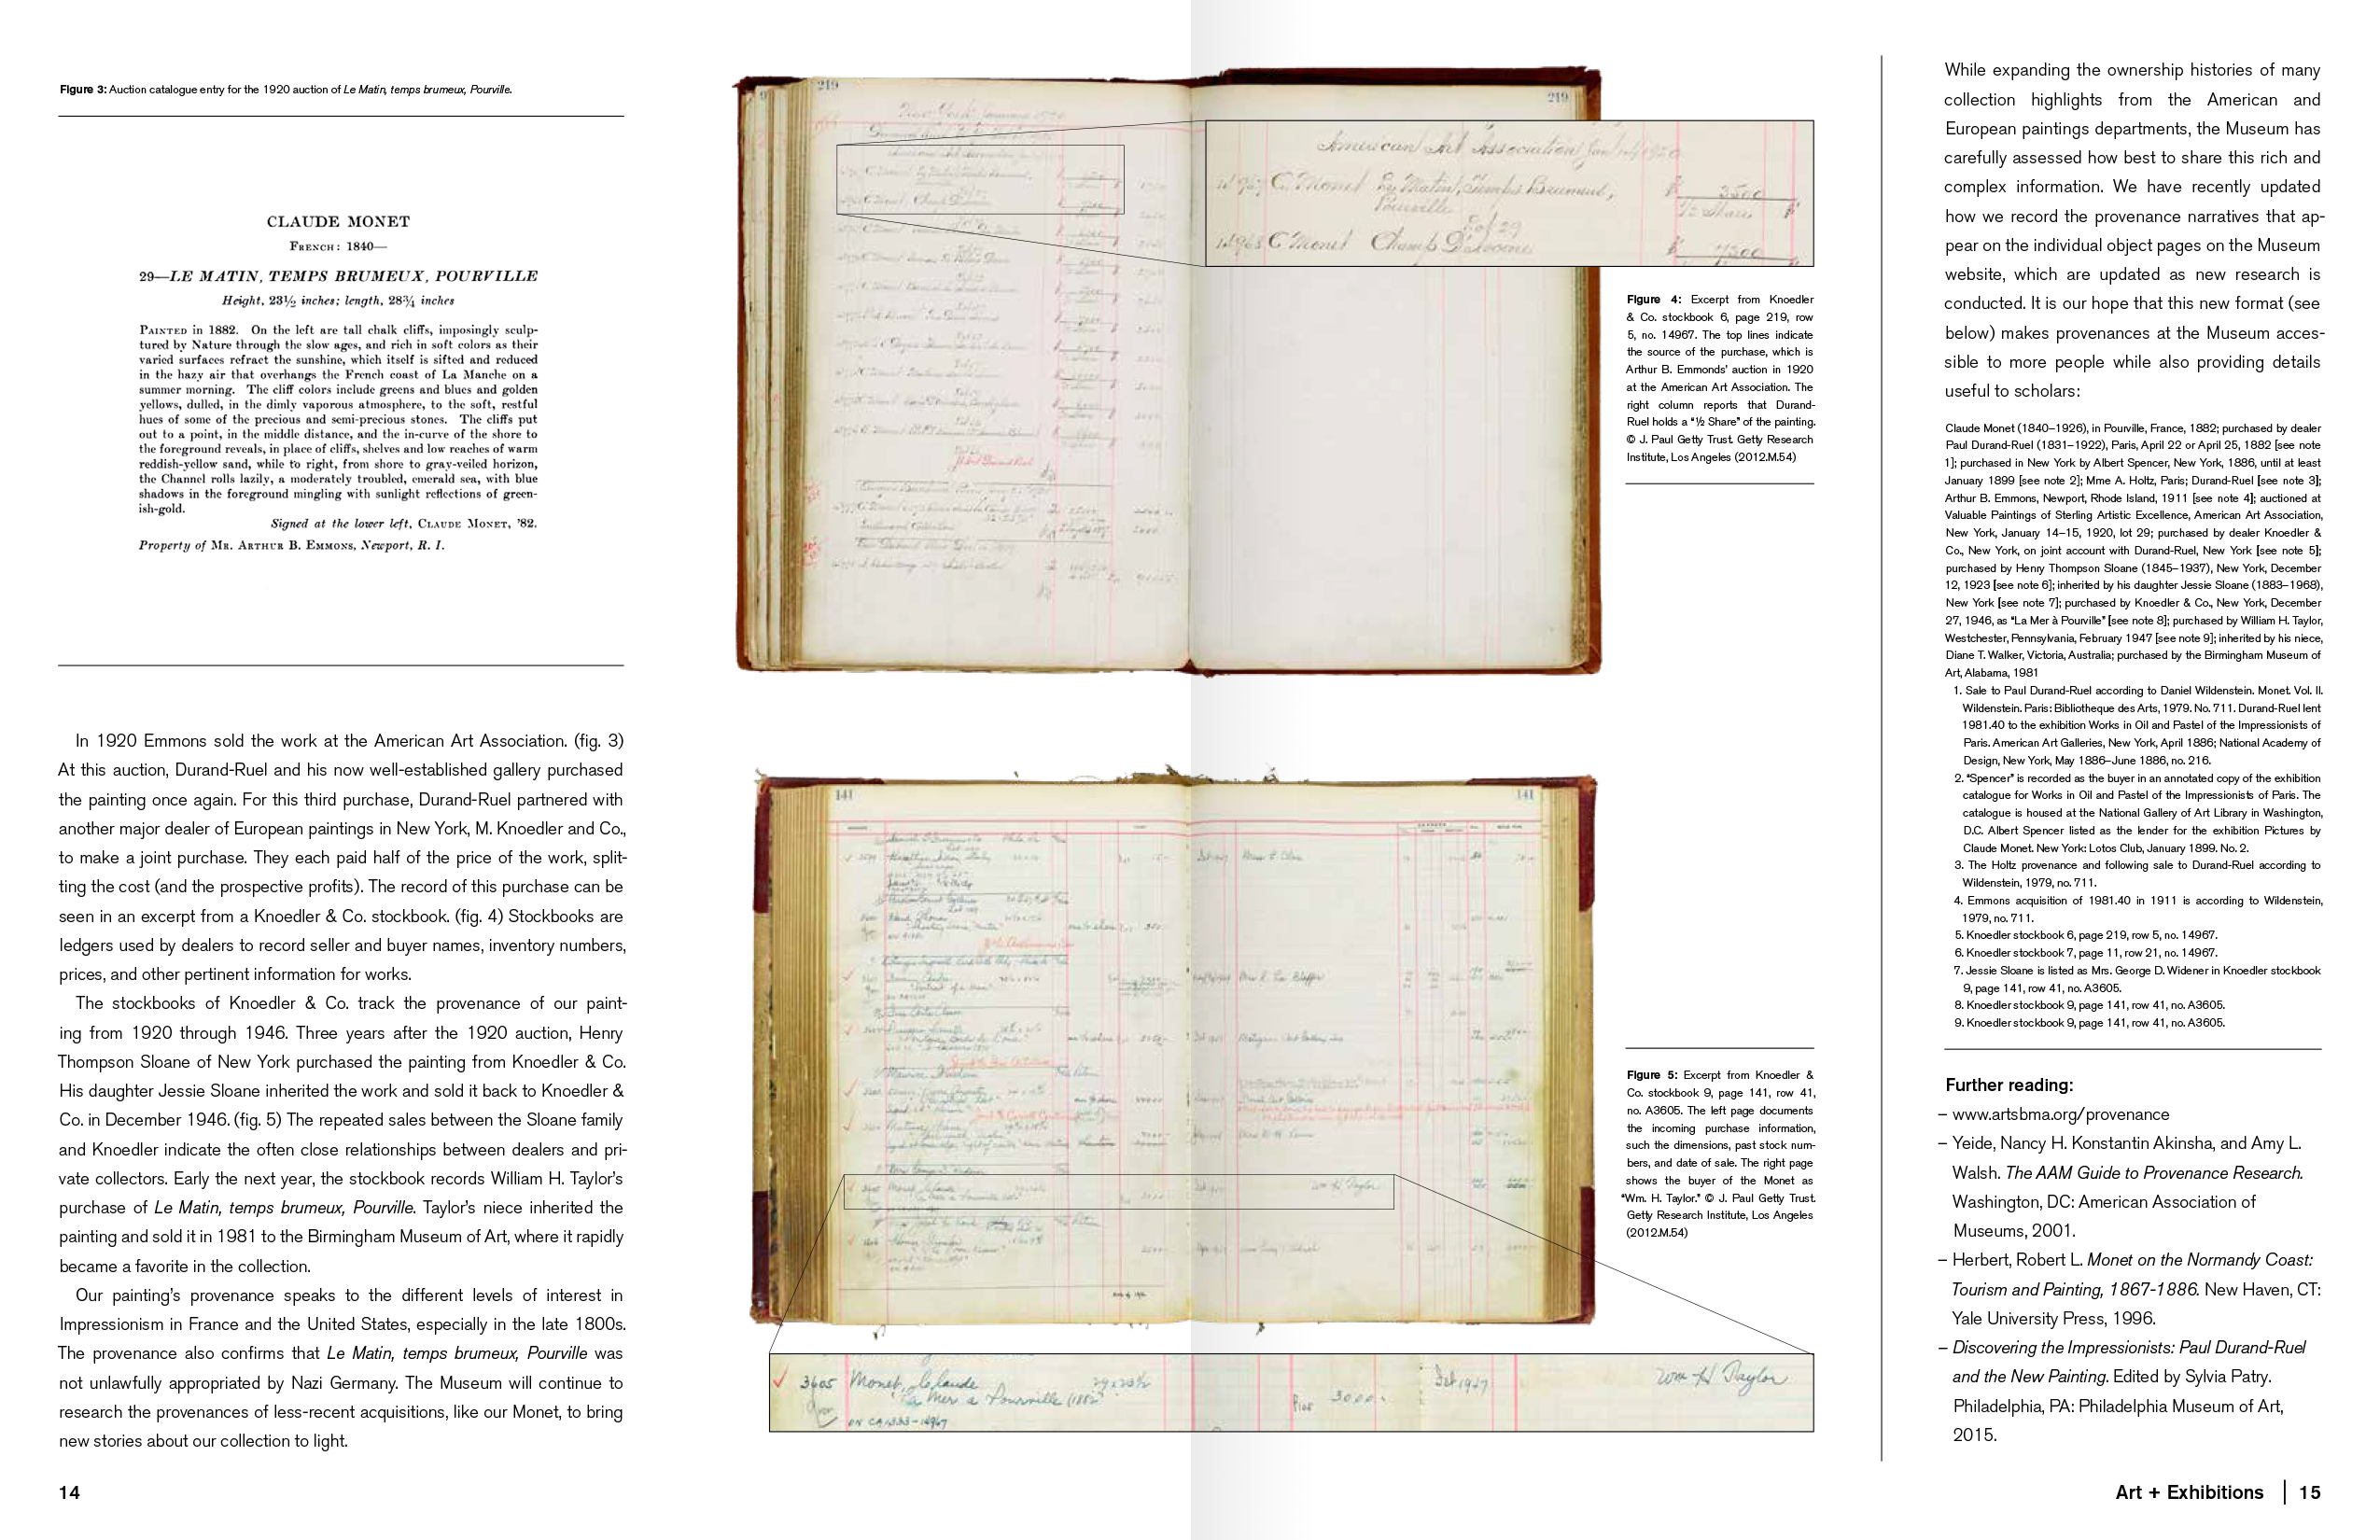 Figure 3: Auction catalogue entry for the 1920 auction of Le Matin, temps brumeux, Pourville.
CLAUDE MONET
FRENCH: 1840—
29—LE MATIN, TEMPS BRUMEUX, POURVILLE
Height, 23½ inches; length, 28¾ inches
PAINTED in 1882. On the left are tall chalk cliffs, imposingly sculp-
tured by Nature through the slow ages, and rich in soft colors as their
varied surfaces refract the sunshine, which itself is sifted and reduced
in the hazy air that overhangs the French coast of La Manche on a
summer morning. The cliff colors include greens and blues and golden
yellows, dulled, in the dimly vaporous atmosphere, to the soft, restful
hues of some of the precious and semi-precious stones. The cliffs put
out to a point, in the middle distance, and the in-curve of the shore to
the foreground reveals, in place of cliffs, shelves and low reaches of warm
reddish-yellow sand, while to right, from shore to gray-veiled horizon,
the Channel rolls lazily, a moderately troubled, emerald sea, with blue
shadows in the foreground mingling with sunlight reflections of green-
ish-gold.
Signed at the lower left, CLAUDE MONET, '82.
Property of MR. ARTHUR B. EMMONS, Newport, R. I.
In 1920 Emmons sold the work at the American Art Association. (fig. 3)
At this auction, Durand-Ruel and his now well-established gallery purchased
the painting once again. For this third purchase, Durand-Ruel partnered with
another major dealer of European paintings in New York, M. Knoedler and Co.,
to make a joint purchase. They each paid half of the price of the work, split-
ting the cost (and the prospective profits). The record of this purchase can be
seen in an excerpt from a Knoedler & Co. stockbook. (fig. 4) Stockbooks are
ledgers used by dealers to record seller and buyer names, inventory numbers,
prices, and other pertinent information for works.
The stockbooks of Knoedler & Co. track the provenance of our paint-
ing from 1920 through 1946. Three years after the 1920 auction, Henry
Thompson Sloane of New York purchased the painting from Knoedler & Co.
His daughter Jessie Sloane inherited the work and sold it back to Knoedler &
Co. in December 1946. (fig. 5) The repeated sales between the Sloane family
and Knoedler indicate the often close relationships between dealers and pri-
vate collectors. Early the next year, the stockbook records William H. Taylor's
purchase of Le Matin, temps brumeux, Pourville. Taylor's niece inherited the
painting and sold it in 1981 to the Birmingham Museum of Art, where it rapidly
became a favorite in the collection.
Our painting's provenance speaks to the different levels of interest in
Impressionism in France and the United States, especially in the late 1800s.
The provenance also confirms that Le Matin, temps brumeux, Pourville was
not unlawfully appropriated by Nazi Germany. The Museum will continue to
research the provenances of less-recent acquisitions, like our Monet, to bring
new stories about our collection to light.
14
219
219
American Art Association Jan 14 1920
14967 C. Monet Le Matin, Temps Brumeux, $ 3500
Pourville ½ Share $
Lot 29
14968 C. Monet Champ D'avoine $ 7200
Figure 4: Excerpt from Knoedler
& Co. stockbook 6, page 219, row
5, no. 14967. The top lines indicate
the source of the purchase, which is
Arthur B. Emmonds' auction in 1920
at the American Art Association. The
right column reports that Durand-
Ruel holds a "½ Share" of the painting.
© J. Paul Getty Trust. Getty Research
Institute, Los Angeles (2012.M.54)
141
141
Figure 5: Excerpt from Knoedler &
Co. stockbook 9, page 141, row 41,
no. A3605. The left page documents
the incoming purchase information,
such the dimensions, past stock num-
bers, and date of sale. The right page
shows the buyer of the Monet as
"Wm. H. Taylor." © J. Paul Getty Trust.
Getty Research Institute, Los Angeles
(2012.M.54)
3605 Monet, Claude 29 x 23½ 3000.- Feb 1947 Wm H Taylor
"La Mer a Pourville (1882"
ON CA 1333-14967
While expanding the ownership histories of many
collection highlights from the American and
European paintings departments, the Museum has
carefully assessed how best to share this rich and
complex information. We have recently updated
how we record the provenance narratives that ap-
pear on the individual object pages on the Museum
website, which are updated as new research is
conducted. It is our hope that this new format (see
below) makes provenances at the Museum acces-
sible to more people while also providing details
useful to scholars:
Claude Monet (1840–1926), in Pourville, France, 1882; purchased by dealer
Paul Durand-Ruel (1831–1922), Paris, April 22 or April 25, 1882 [see note
1]; purchased in New York by Albert Spencer, New York, 1886, until at least
January 1899 [see note 2]; Mme A. Holtz, Paris; Durand-Ruel [see note 3];
Arthur B. Emmons, Newport, Rhode Island, 1911 [see note 4]; auctioned at
Valuable Paintings of Sterling Artistic Excellence, American Art Association,
New York, January 14–15, 1920, lot 29; purchased by dealer Knoedler &
Co., New York, on joint account with Durand-Ruel, New York [see note 5];
purchased by Henry Thompson Sloane (1845–1937), New York, December
12, 1923 [see note 6]; inherited by his daughter Jessie Sloane (1883–1968),
New York [see note 7]; purchased by Knoedler & Co., New York, December
27, 1946, as "La Mer à Pourville" [see note 8]; purchased by William H. Taylor,
Westchester, Pennsylvania, February 1947 [see note 9]; inherited by his niece,
Diane T. Walker, Victoria, Australia; purchased by the Birmingham Museum of
Art, Alabama, 1981
1. Sale to Paul Durand-Ruel according to Daniel Wildenstein. Monet. Vol. II.
Wildenstein. Paris: Bibliotheque des Arts, 1979. No. 711. Durand-Ruel lent
1981.40 to the exhibition Works in Oil and Pastel of the Impressionists of
Paris. American Art Galleries, New York, April 1886; National Academy of
Design, New York, May 1886–June 1886, no. 216.
2. "Spencer" is recorded as the buyer in an annotated copy of the exhibition
catalogue for Works in Oil and Pastel of the Impressionists of Paris. The
catalogue is housed at the National Gallery of Art Library in Washington,
D.C. Albert Spencer listed as the lender for the exhibition Pictures by
Claude Monet. New York: Lotos Club, January 1899. No. 2.
3. The Holtz provenance and following sale to Durand-Ruel according to
Wildenstein, 1979, no. 711.
4. Emmons acquisition of 1981.40 in 1911 is according to Wildenstein,
1979, no. 711.
5. Knoedler stockbook 6, page 219, row 5, no. 14967.
6. Knoedler stockbook 7, page 11, row 21, no. 14967.
7. Jessie Sloane is listed as Mrs. George D. Widener in Knoedler stockbook
9, page 141, row 41, no. A3605.
8. Knoedler stockbook 9, page 141, row 41, no. A3605.
9. Knoedler stockbook 9, page 141, row 41, no. A3605.
Further reading:
– www.artsbma.org/provenance
– Yeide, Nancy H. Konstantin Akinsha, and Amy L.
Walsh. The AAM Guide to Provenance Research.
Washington, DC: American Association of
Museums, 2001.
– Herbert, Robert L. Monet on the Normandy Coast:
Tourism and Painting, 1867-1886. New Haven, CT:
Yale University Press, 1996.
– Discovering the Impressionists: Paul Durand-Ruel
and the New Painting. Edited by Sylvia Patry.
Philadelphia, PA: Philadelphia Museum of Art,
2015.
Art + Exhibitions | 15